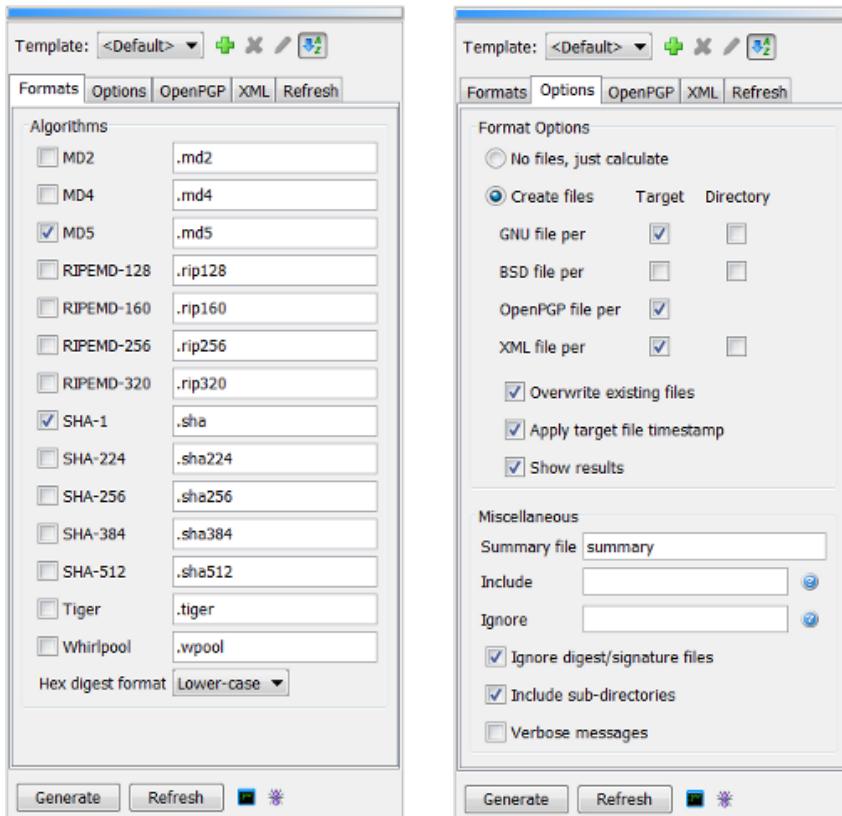 Template: <Default>
Formats Options OpenPGP XML Refresh
Algorithms
MD2 .md2
MD4 .md4
MD5 .md5
RIPEMD-128 .rip128
RIPEMD-160 .rip160
RIPEMD-256 .rip256
RIPEMD-320 .rip320
SHA-1 .sha
SHA-224 .sha224
SHA-256 .sha256
SHA-384 .sha384
SHA-512 .sha512
Tiger .tiger
Whirlpool .wpool
Hex digest format Lower-case
Generate Refresh
Template: <Default>
Formats Options OpenPGP XML Refresh
Format Options
No files, just calculate
Create files Target Directory
GNU file per
BSD file per
OpenPGP file per
XML file per
Overwrite existing files
Apply target file timestamp
Show results
Miscellaneous
Summary file summary
Include
Ignore
Ignore digest/signature files
Include sub-directories
Verbose messages
Generate Refresh